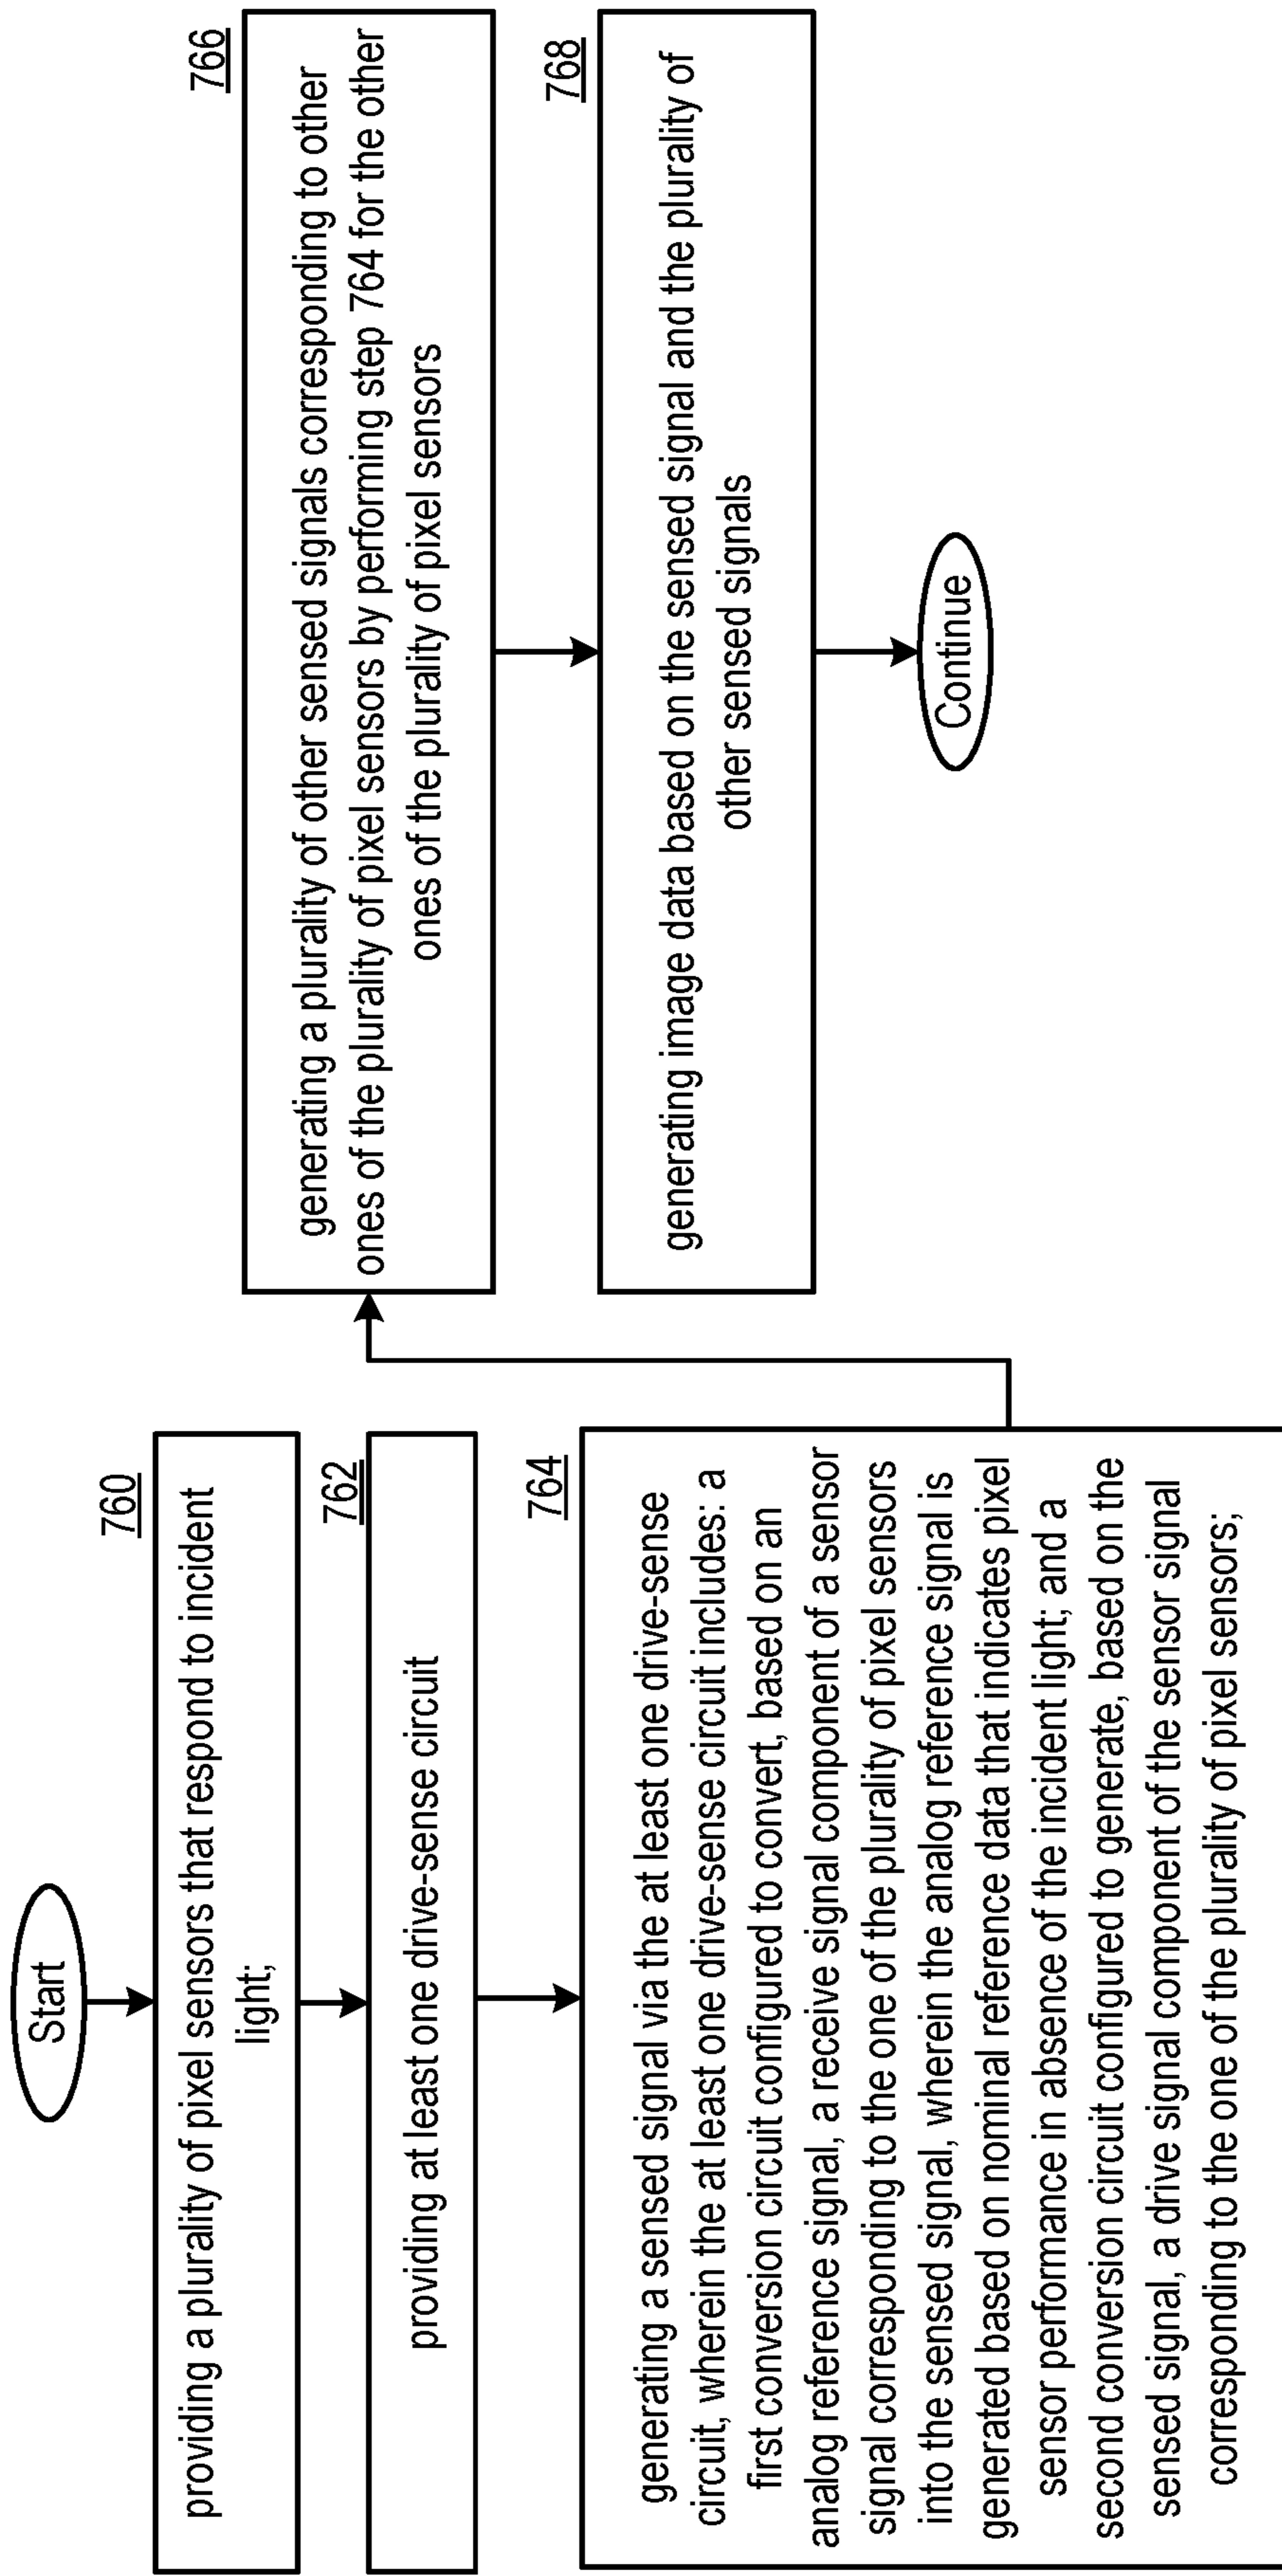 Start
760
providing a plurality of pixel sensors that respond to incident
light;
762
providing at least one drive-sense circuit
764
generating a sensed signal via the at least one drive-sense
circuit, wherein the at least one drive-sense circuit includes: a
first conversion circuit configured to convert, based on an
analog reference signal, a receive signal component of a sensor
signal corresponding to the one of the plurality of pixel sensors
into the sensed signal, wherein the analog reference signal is
generated based on nominal reference data that indicates pixel
sensor performance in absence of the incident light; and a
second conversion circuit configured to generate, based on the
sensed signal, a drive signal component of the sensor signal
corresponding to the one of the plurality of pixel sensors;
766
generating a plurality of other sensed signals corresponding to other
ones of the plurality of pixel sensors by performing step 764 for the other
ones of the plurality of pixel sensors
768
generating image data based on the sensed signal and the plurality of
other sensed signals
Continue